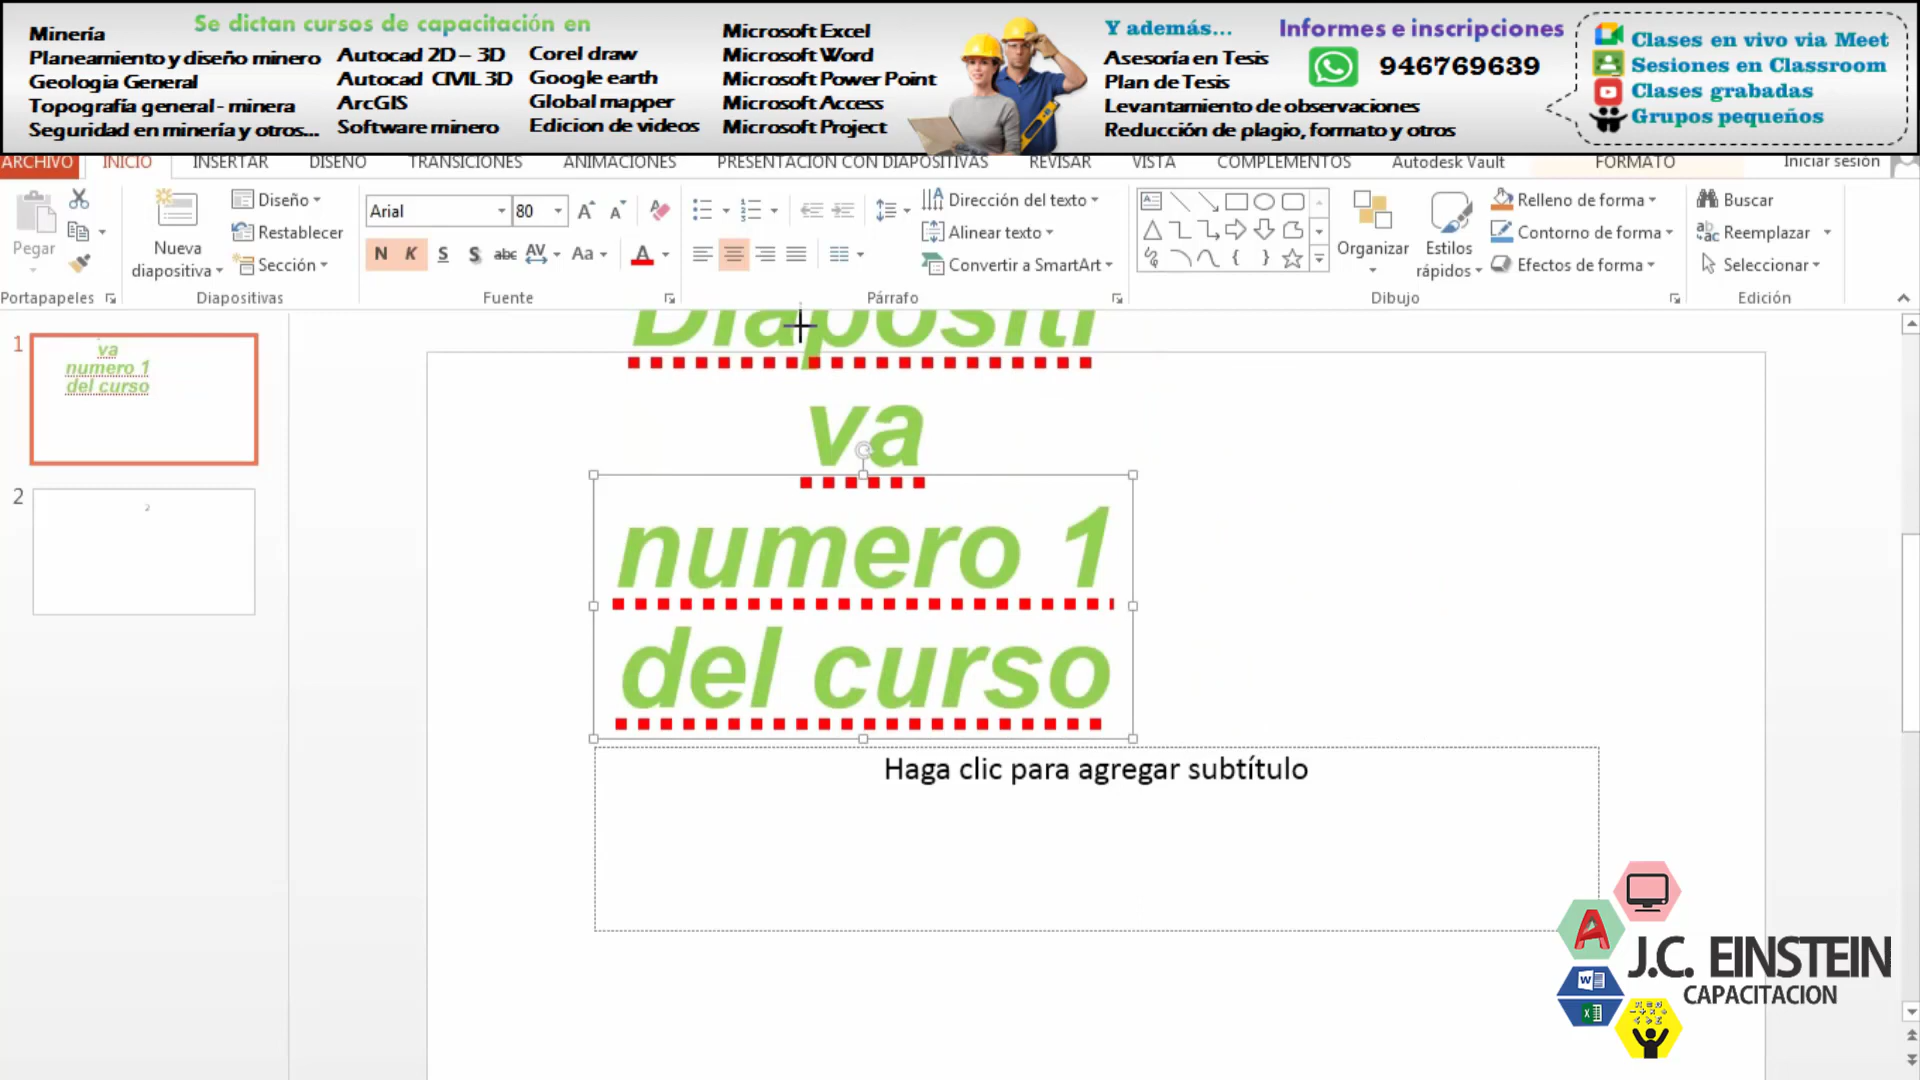 Se dictan cursos de capacitación en
Minería
Planeamiento y diseño minero
Geologia General
Topografía general - minera
Seguridad en minería y otros...
Autocad 2D – 3D
Autocad CIVIL 3D
ArcGIS
Software minero
Corel draw
Google earth
Global mapper
Edicion de videos
Microsoft Excel
Microsoft Word
Microsoft Power Point
Microsoft Access
Microsoft Project
Y además...
Asesoría en Tesis
Plan de Tesis
Levantamiento de observaciones
Reducción de plagio, formato y otros
Informes e inscripciones
946769639
Clases en vivo via Meet
Sesiones en Classroom
Clases grabadas
Grupos pequeños
ARCHIVO INICIO INSERTAR DISEÑO TRANSICIONES ANIMACIONES PRESENTACIÓN CON DIAPOSITIVAS REVISAR VISTA COMPLEMENTOS Autodesk Vault FORMATO Iniciar sesión
Pegar
Portapapeles
Nueva
diapositiva
Diseño
Restablecer
Sección
Diapositivas
Arial 80
N K S S abc AV Aa A
Fuente
Dirección del texto
Alinear texto
Convertir a SmartArt
Párrafo
Organizar
Estilos
rápidos
Relleno de forma
Contorno de forma
Efectos de forma
Dibujo
Buscar
Reemplazar
Seleccionar
Edición
1
va
numero 1
del curso
2
2
Diapositi
va
numero 1
del curso
Haga clic para agregar subtítulo
J.C. EINSTEIN
CAPACITACION